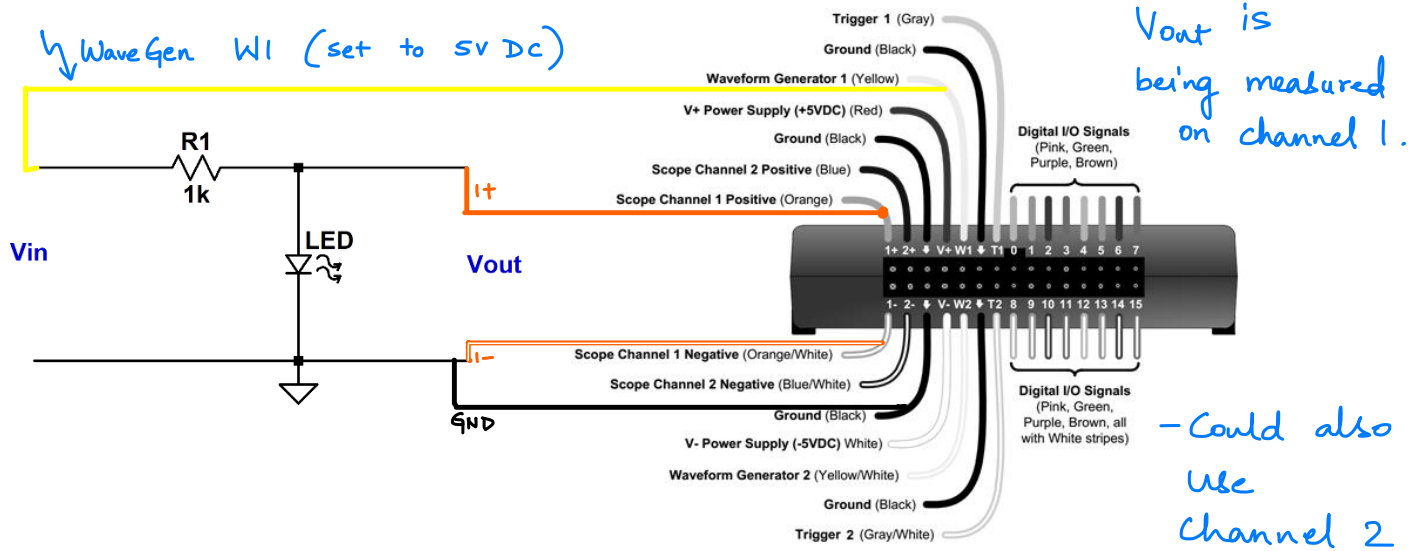 WaveGen W1 (set to 5V DC)
R1
1k
LED
Vin
Vout
1+
1-
GND
Trigger 1 (Gray)
Ground (Black)
Waveform Generator 1 (Yellow)
V+ Power Supply (+5VDC) (Red)
Ground (Black)
Scope Channel 2 Positive (Blue)
Scope Channel 1 Positive (Orange)
Digital I/O Signals
(Pink, Green,
Purple, Brown)
1+ 2+ V+ W1 T1 0 1 2 3 4 5 6 7
1- 2- V- W2 T2 8 9 10 11 12 13 14 15
Scope Channel 1 Negative (Orange/White)
Scope Channel 2 Negative (Blue/White)
Ground (Black)
V- Power Supply (-5VDC) White)
Waveform Generator 2 (Yellow/White)
Ground (Black)
Trigger 2 (Gray/White)
Digital I/O Signals
(Pink, Green,
Purple, Brown, all
with White stripes)
Vout is
being measured
on channel 1.
- Could also
use
Channel 2